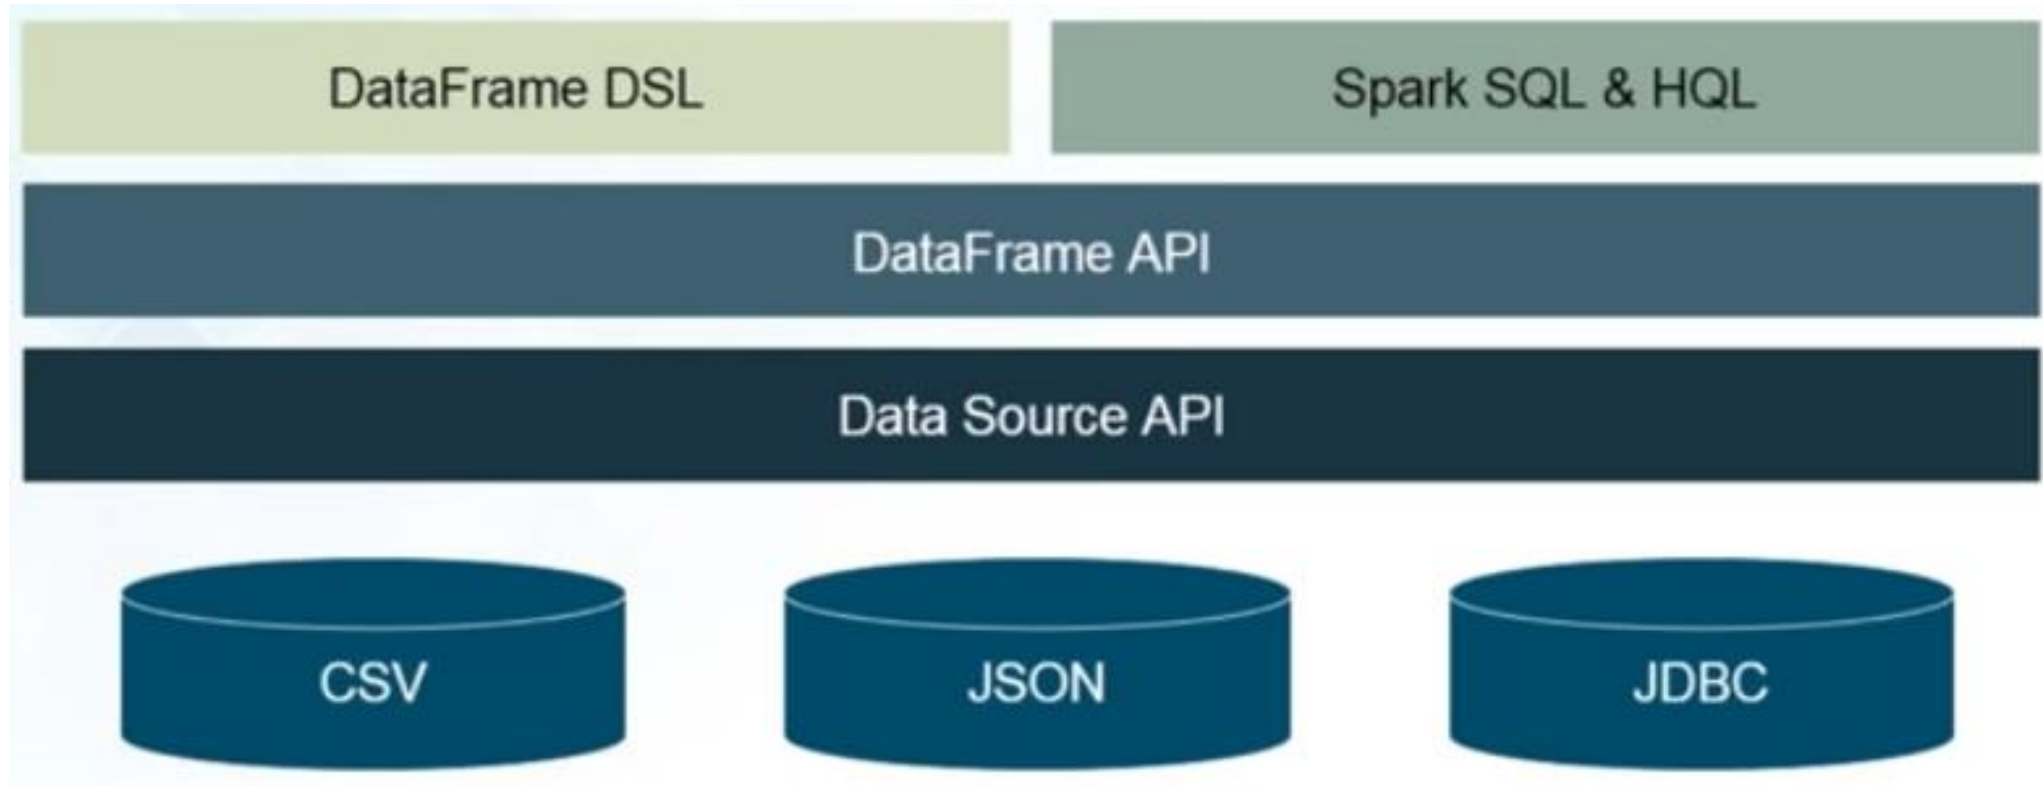 DataFrame DSL
Spark SQL & HQL
DataFrame API
Data Source API
CSV
JSON
JDBC